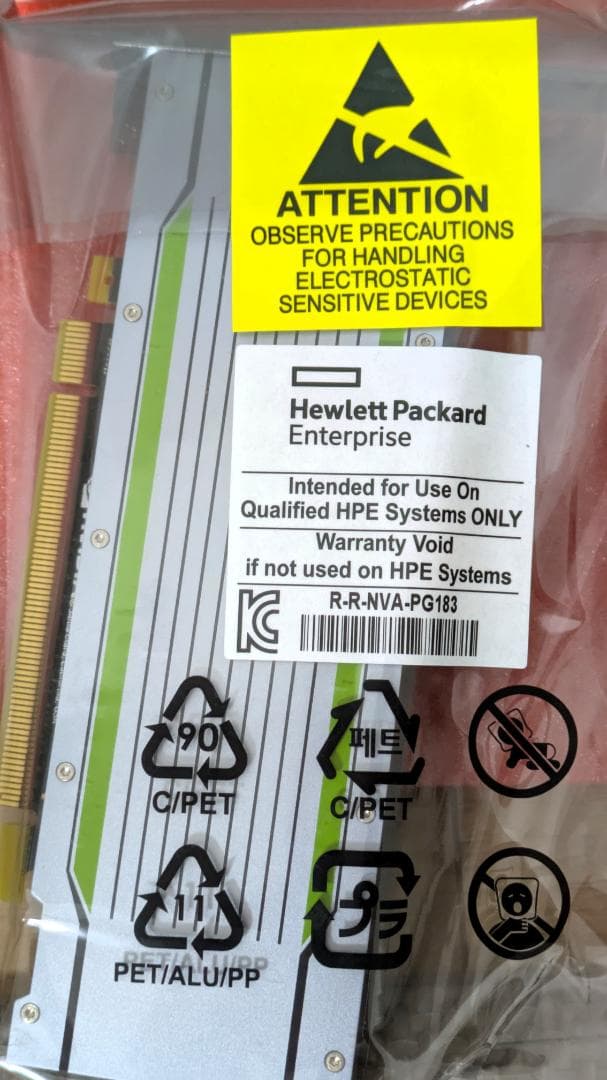 ATTENTION
OBSERVE PRECAUTIONS
FOR HANDLING
ELECTROSTATIC
SENSITIVE DEVICES
Hewlett Packard
Enterprise
Intended for Use On
Qualified HPE Systems ONLY
Warranty Void
if not used on HPE Systems
R-R-NVA-PG183
90
C/PET
페트
C/PET
11
PET/ALU/PP
プラ